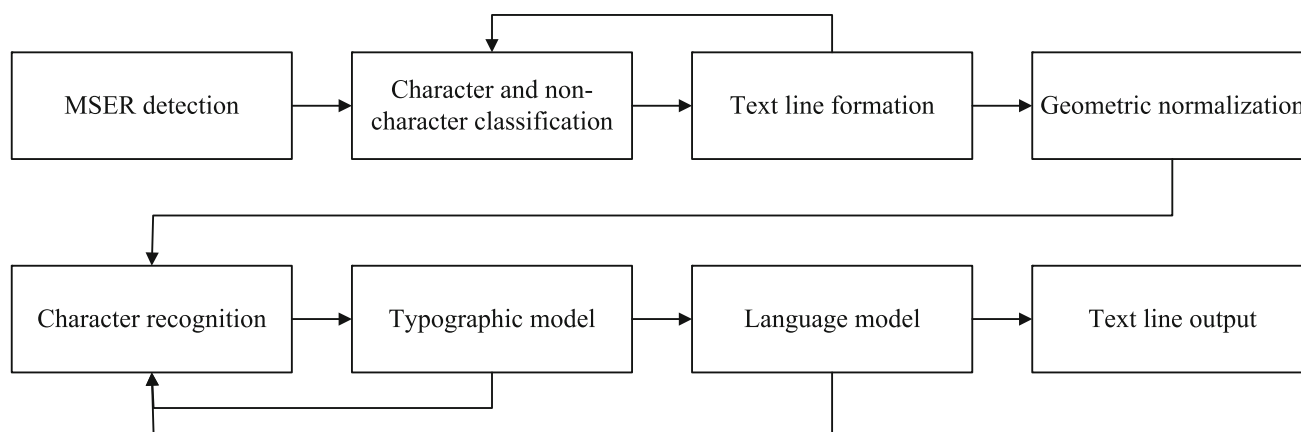 MSER detection
Character and non-
character classification
Text line formation
Geometric normalization
Character recognition
Typographic model
Language model
Text line output